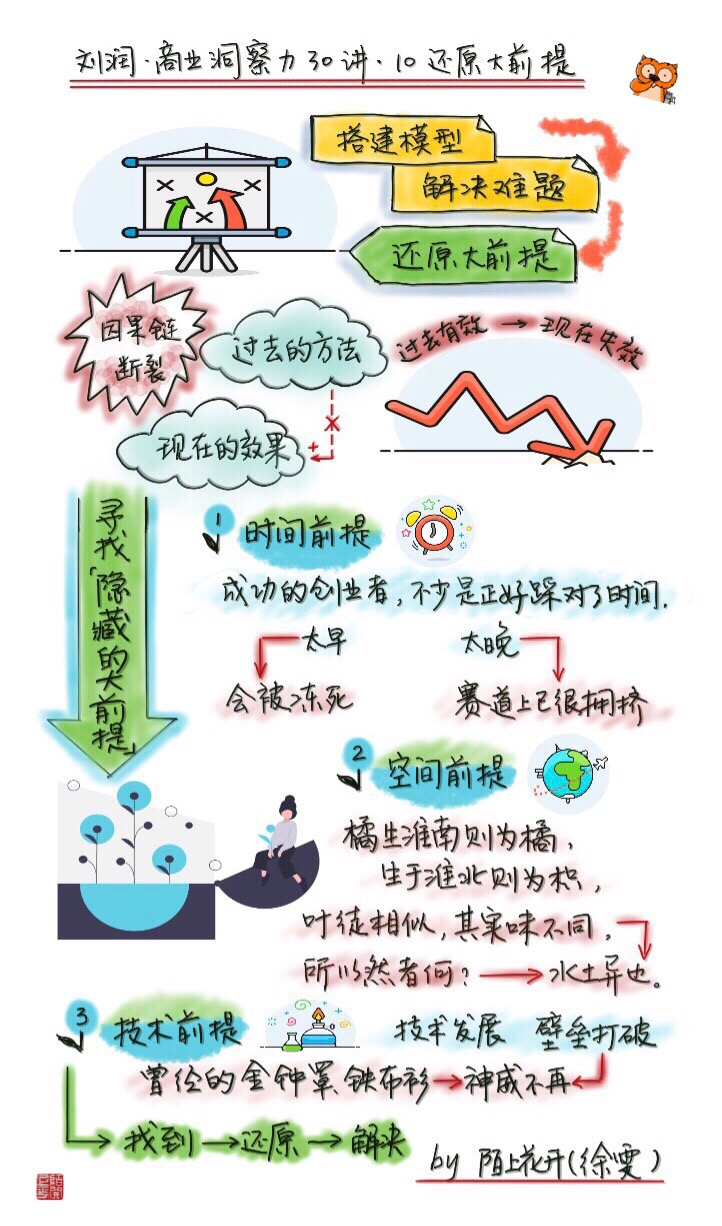 刘润·商业洞察力30讲·10还原大前提
搭建模型
解决难题
还原大前提
因果链
断裂
过去的方法
过去有效→现在失效
现在的效果
寻找「隐藏的大前提」
1 时间前提
成功的创业者，不少是正好踩对了时间.
太早
太晚
会被冻死
赛道上已很拥挤
2 空间前提
橘生淮南则为橘，
生于淮北则为枳，
叶徒相似，其实味不同，
所以然者何？→水土异也。
3 技术前提
技术发展 壁垒打破
曾经的金钟罩铁布衫→神威不再
找到→还原→解决
by 陌上花开(徐雯)